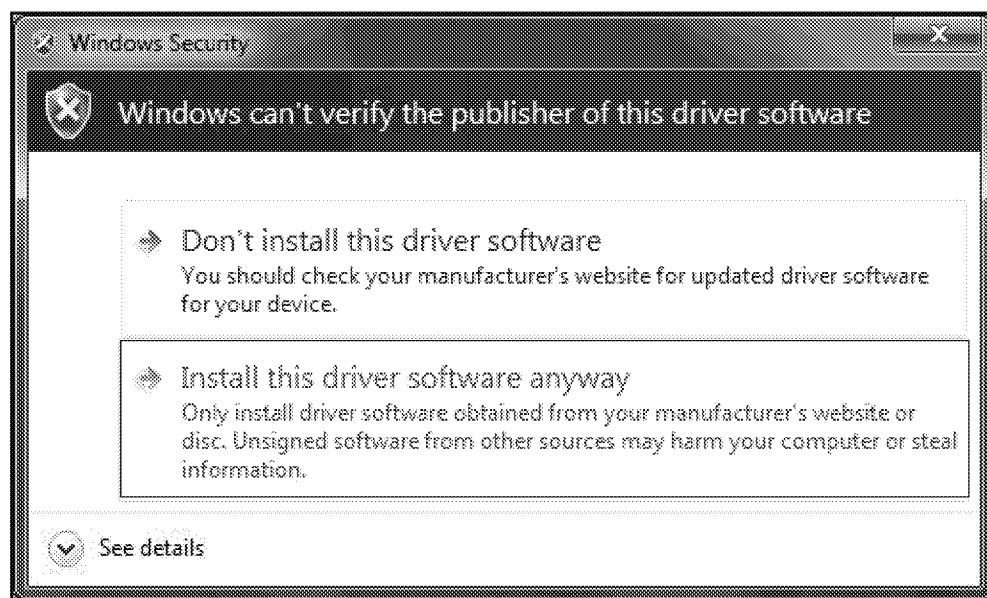 Windows Security
Windows can't verify the publisher of this driver software
Don't install this driver software
You should check your manufacturer's website for updated driver software
for your device.
Install this driver software anyway
Only install driver software obtained from your manufacturer's website or
disc. Unsigned software from other sources may harm your computer or steal
information.
See details